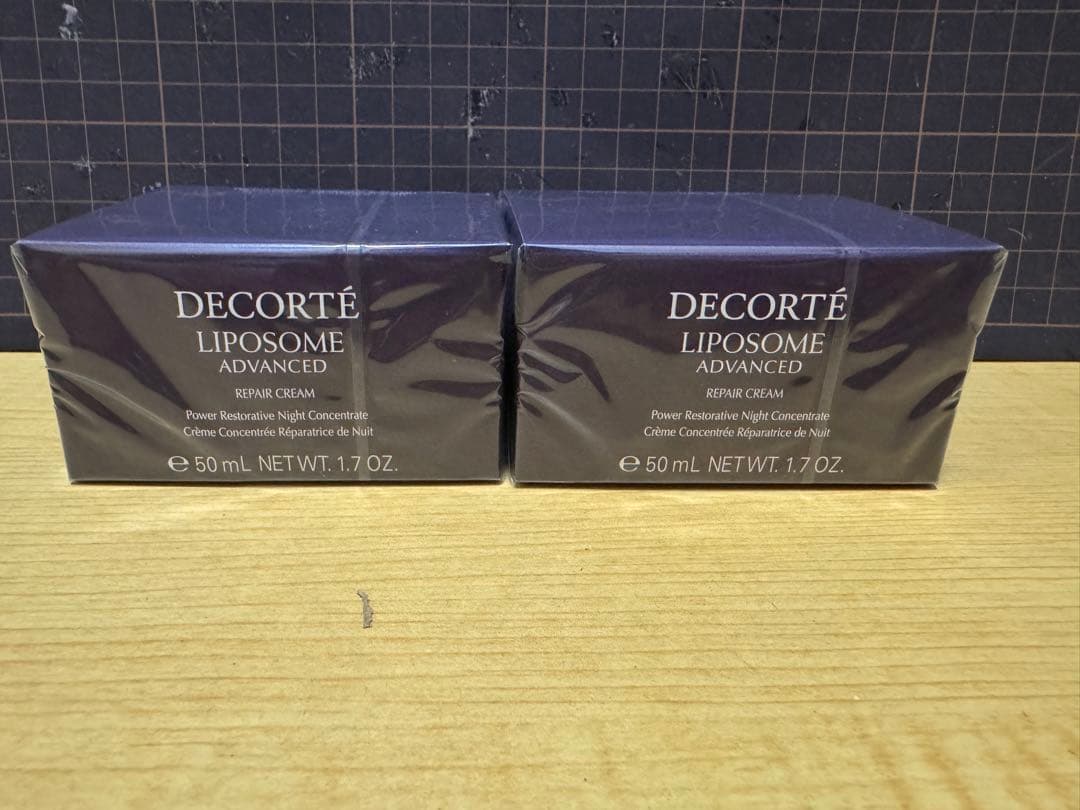 DECORTÉ
LIPOSOME
ADVANCED
REPAIR CREAM
Power Restorative Night Concentrate
Crème Concentrée Réparatrice de Nuit
℮ 50 mL NET WT. 1.7 OZ.
DECORTÉ
LIPOSOME
ADVANCED
REPAIR CREAM
Power Restorative Night Concentrate
Crème Concentrée Réparatrice de Nuit
℮ 50 mL NET WT. 1.7 OZ.